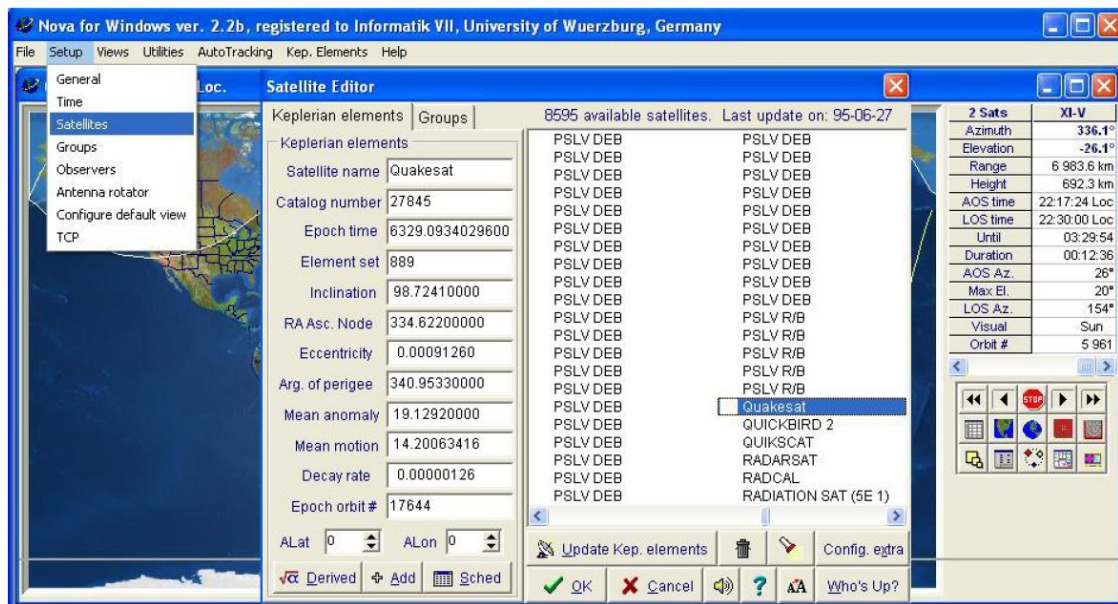 Nova for Windows ver. 2.2b, registered to Informatik VII, University of Wuerzburg, Germany
File Setup Views Utilities AutoTracking Kep. Elements Help
General
Time
Satellites
Groups
Observers
Antenna rotator
Configure default view
TCP
Loc.
Satellite Editor
Keplerian elements Groups
Keplerian elements
Satellite name Quakesat
Catalog number 27845
Epoch time 6329.0934029600
Element set 889
Inclination 98.72410000
RA Asc. Node 334.62200000
Eccentricity 0.00091260
Arg. of perigee 340.95330000
Mean anomaly 19.12920000
Mean motion 14.20063416
Decay rate 0.00000126
Epoch orbit # 17644
ALat 0 ALon 0
√α Derived Add Sched
8595 available satellites. Last update on: 95-06-27
PSLV DEB PSLV DEB
PSLV DEB PSLV DEB
PSLV DEB PSLV DEB
PSLV DEB PSLV DEB
PSLV DEB PSLV DEB
PSLV DEB PSLV DEB
PSLV DEB PSLV DEB
PSLV DEB PSLV DEB
PSLV DEB PSLV DEB
PSLV DEB PSLV DEB
PSLV DEB PSLV R/B
PSLV DEB PSLV R/B
PSLV DEB PSLV R/B
PSLV DEB PSLV R/B
PSLV DEB PSLV R/B
PSLV DEB Quakesat
PSLV DEB QUICKBIRD 2
PSLV DEB QUIKSCAT
PSLV DEB RADARSAT
PSLV DEB RADCAL
PSLV DEB RADIATION SAT (5E 1)
Update Kep. elements Config. extra
OK Cancel ? AA Who's Up?
2 Sats XI-V
Azimuth 336.1°
Elevation -26.1°
Range 6 983.6 km
Height 692.3 km
AOS time 22:17:24 Loc
LOS time 22:30:00 Loc
Until 03:29:54
Duration 00:12:36
AOS Az. 26°
Max El. 20°
LOS Az. 154°
Visual Sun
Orbit # 5 961
STOP